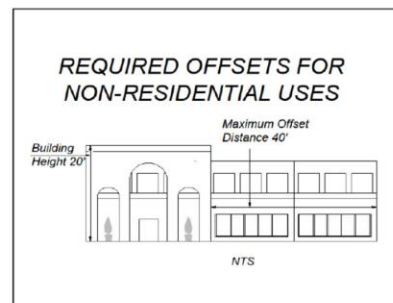 REQUIRED OFFSETS FOR
NON-RESIDENTIAL USES
Maximum Offset
Distance 40'
Building
Height 20'
NTS